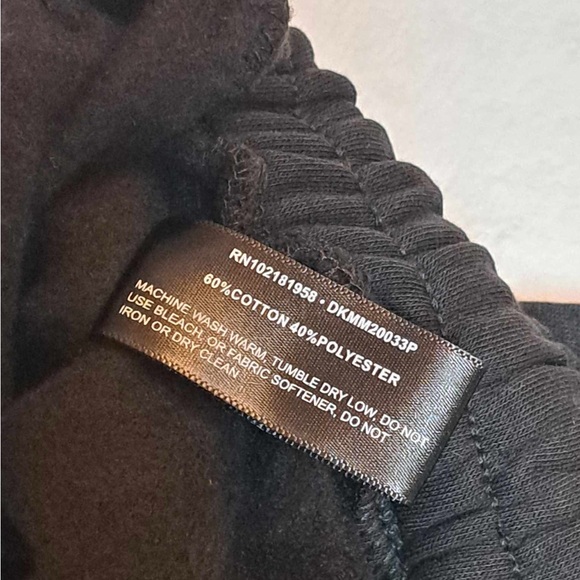 RN102181958 • DKMM20033P
60%COTTON 40%POLYESTER
MACHINE WASH WARM, TUMBLE DRY LOW, DO NOT
USE BLEACH, OR FABRIC SOFTENER, DO NOT
IRON OR DRY, CLEAN